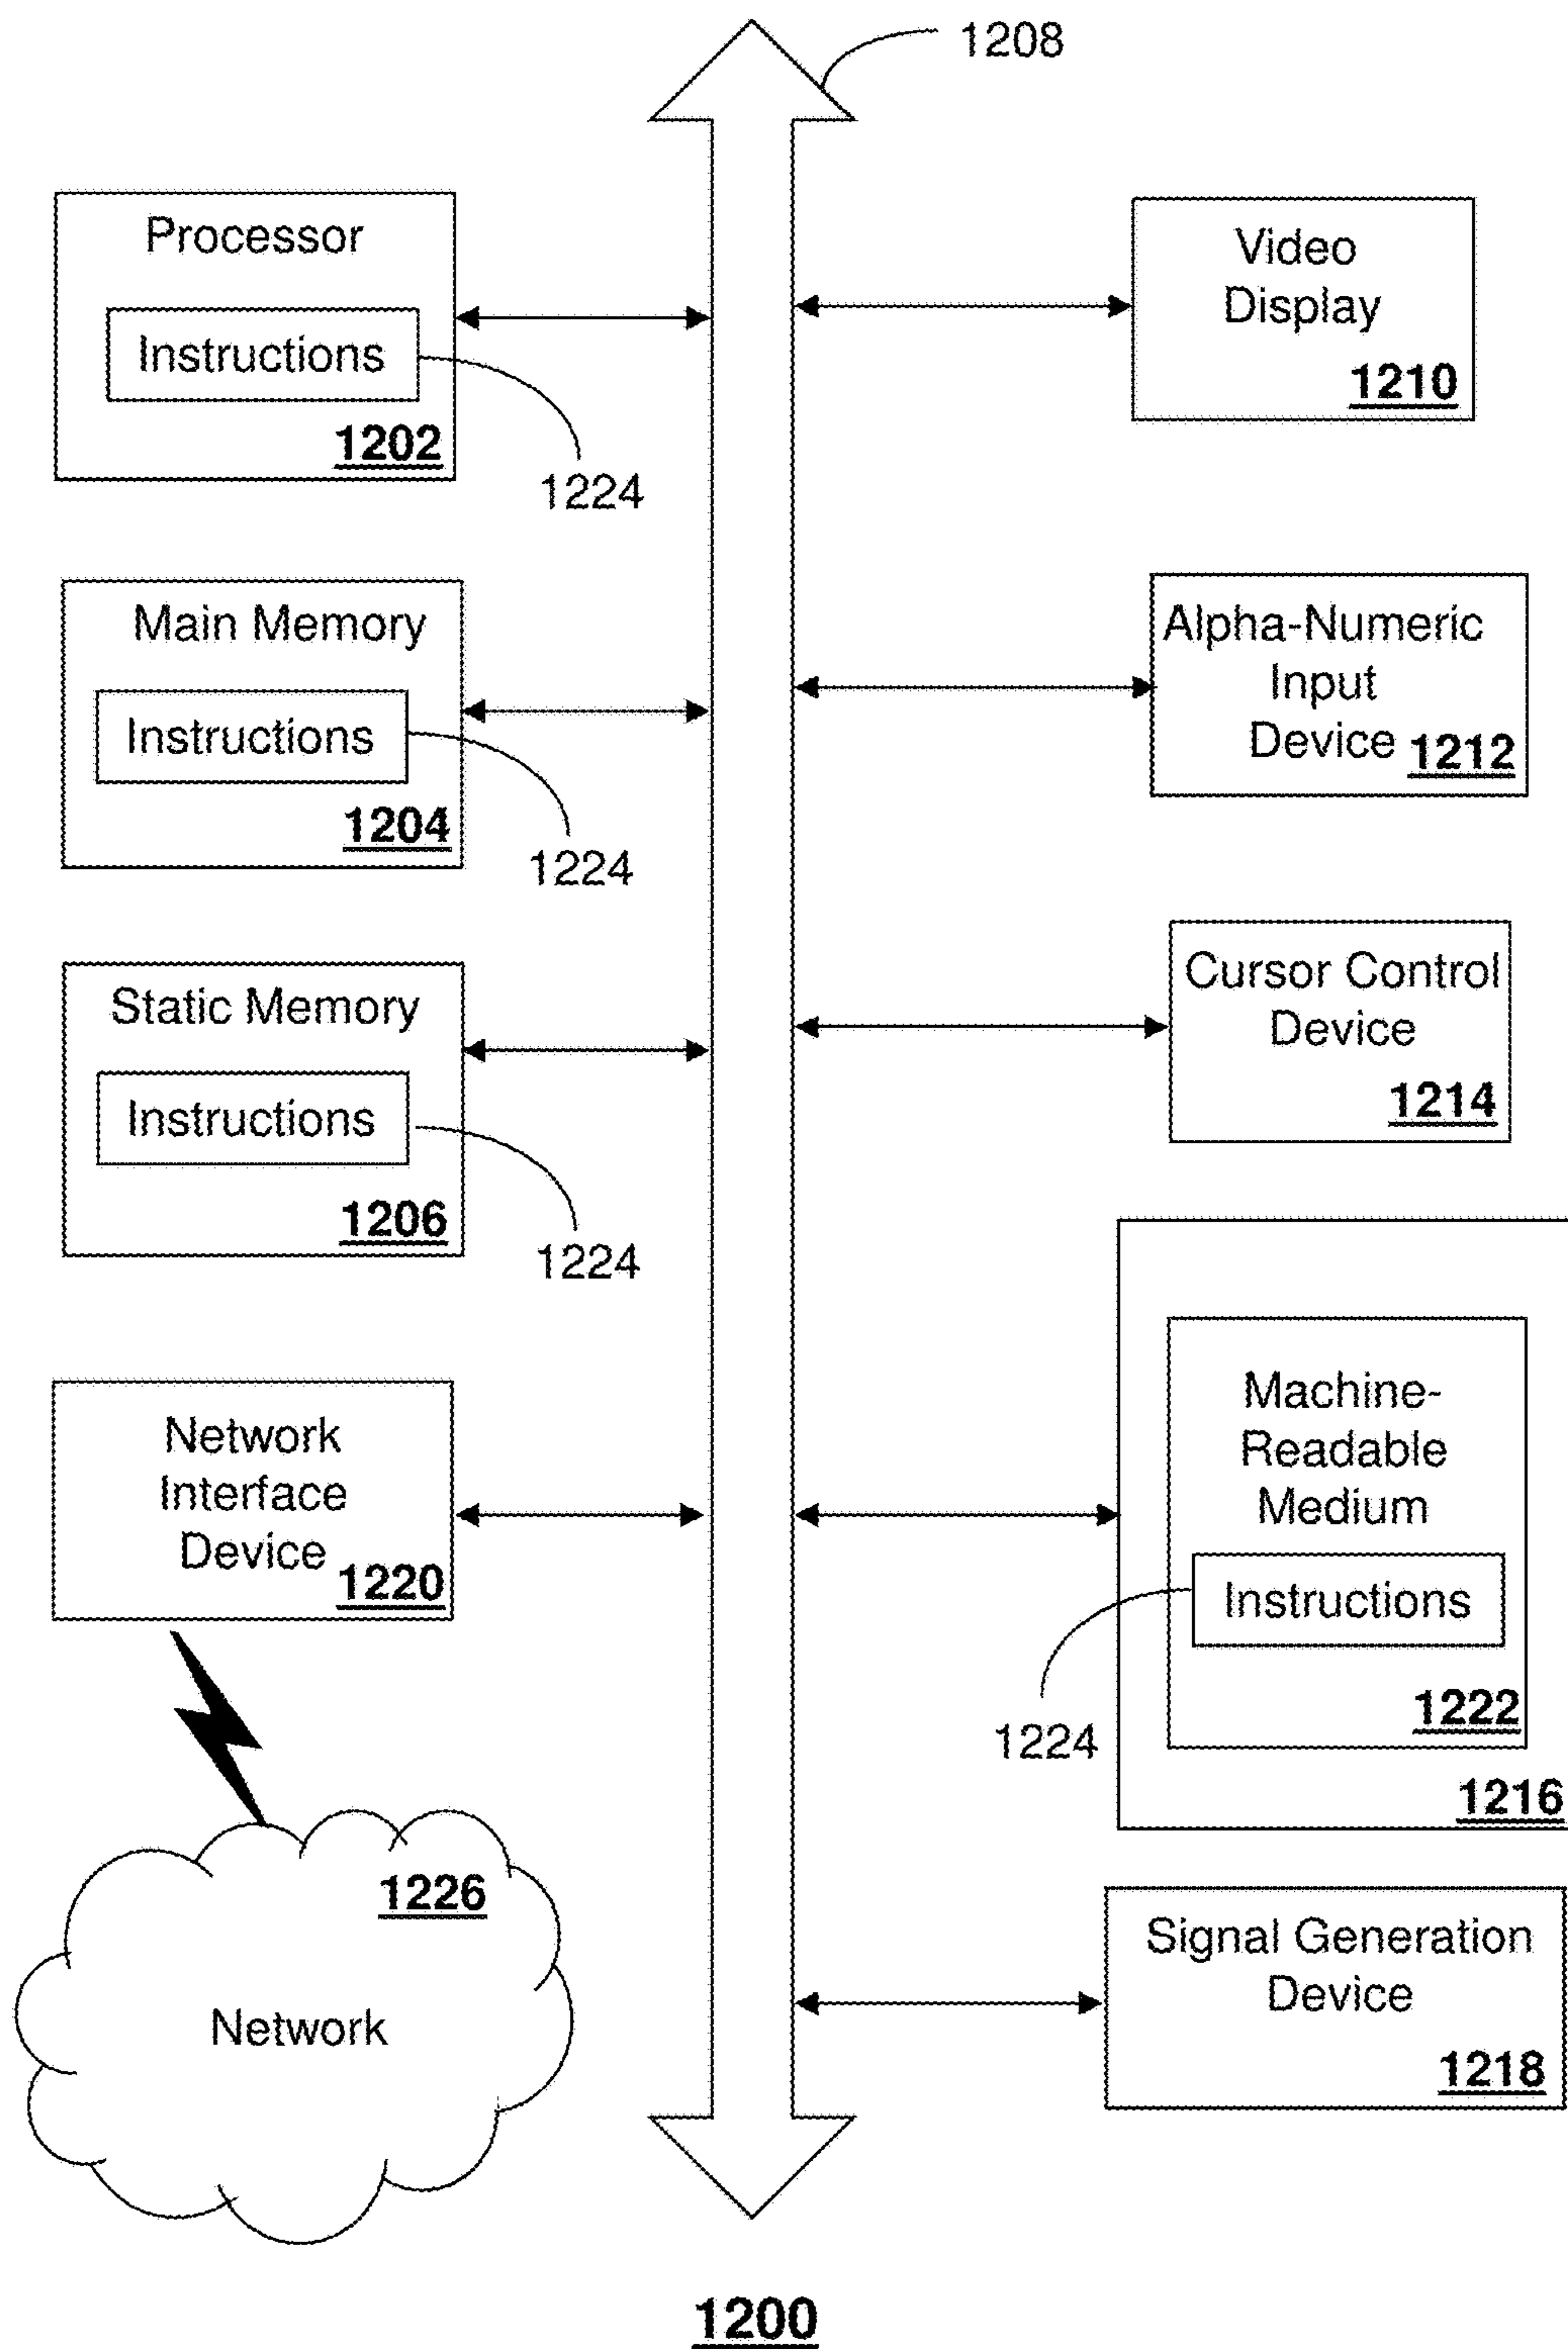 1208
Processor
Instructions
1202
1224
Main Memory
Instructions
1204
1224
Static Memory
Instructions
1206
1224
Network
Interface
Device
1220
1226
Network
Video
Display
1210
Alpha-Numeric
Input
Device
1212
Cursor Control
Device
1214
Machine-
Readable
Medium
Instructions
1222
1224
1216
Signal Generation
Device
1218
1200